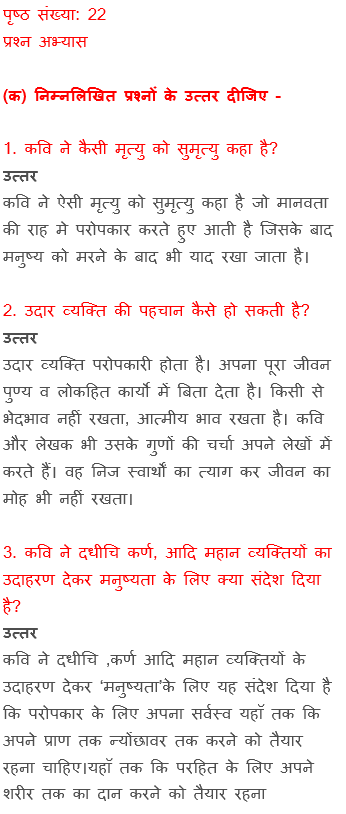 पृष्ठ संख्या: 22
प्रश्न अभ्यास
(क) निम्नलिखित प्रश्नों के उत्तर दीजिए -
1. कवि ने कैसी मृत्यु को सुमृत्यु कहा है?
उत्तर
कवि ने ऐसी मृत्यु को सुमृत्यु कहा है जो मानवता
की राह मे परोपकार करते हुए आती है जिसके बाद
मनुष्य को मरने के बाद भी याद रखा जाता है।
2. उदार व्यक्ति की पहचान कैसे हो सकती है?
उत्तर
उदार व्यक्ति परोपकारी होता है। अपना पूरा जीवन
पुण्य व लोकहित कार्यो में बिता देता है। किसी से
भेदभाव नहीं रखता, आत्मीय भाव रखता है। कवि
और लेखक भी उसके गुणों की चर्चा अपने लेखों में
करते हैं। वह निज स्वार्थों का त्याग कर जीवन का
मोह भी नहीं रखता।
3. कवि ने दधीचि कर्ण, आदि महान व्यक्तियों का
उदाहरण देकर मनुष्यता के लिए क्या संदेश दिया
है?
उत्तर
कवि ने दधीचि ,कर्ण आदि महान व्यक्तियों के
उदाहरण देकर ‘मनुष्यता’के लिए यह संदेश दिया है
कि परोपकार के लिए अपना सर्वस्व यहाँ तक कि
अपने प्राण तक न्योंछावर तक करने को तैयार
रहना चाहिए।यहाँ तक कि परहित के लिए अपने
शरीर तक का दान करने को तैयार रहना